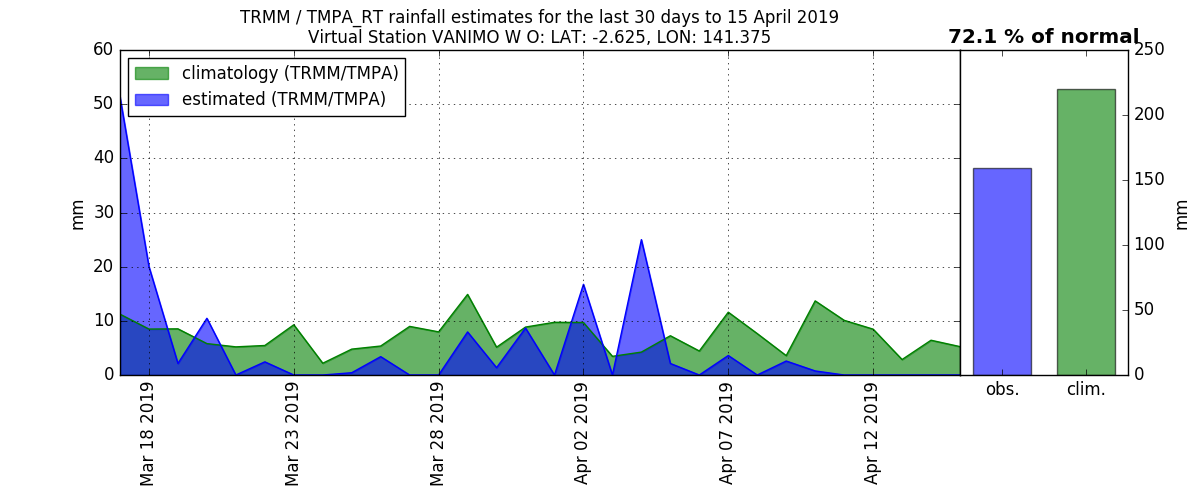 TRMM / TMPA_RT rainfall estimates for the last 30 days to 15 April 2019
Virtual Station VANIMO W O: LAT: -2.625, LON: 141.375
72.1 % of normal
climatology (TRMM/TMPA)
estimated (TRMM/TMPA)
60
50
40
30
20
10
0
mm
Mar 18 2019
Mar 23 2019
Mar 28 2019
Apr 02 2019
Apr 07 2019
Apr 12 2019
250
200
150
100
50
0
mm
obs.
clim.